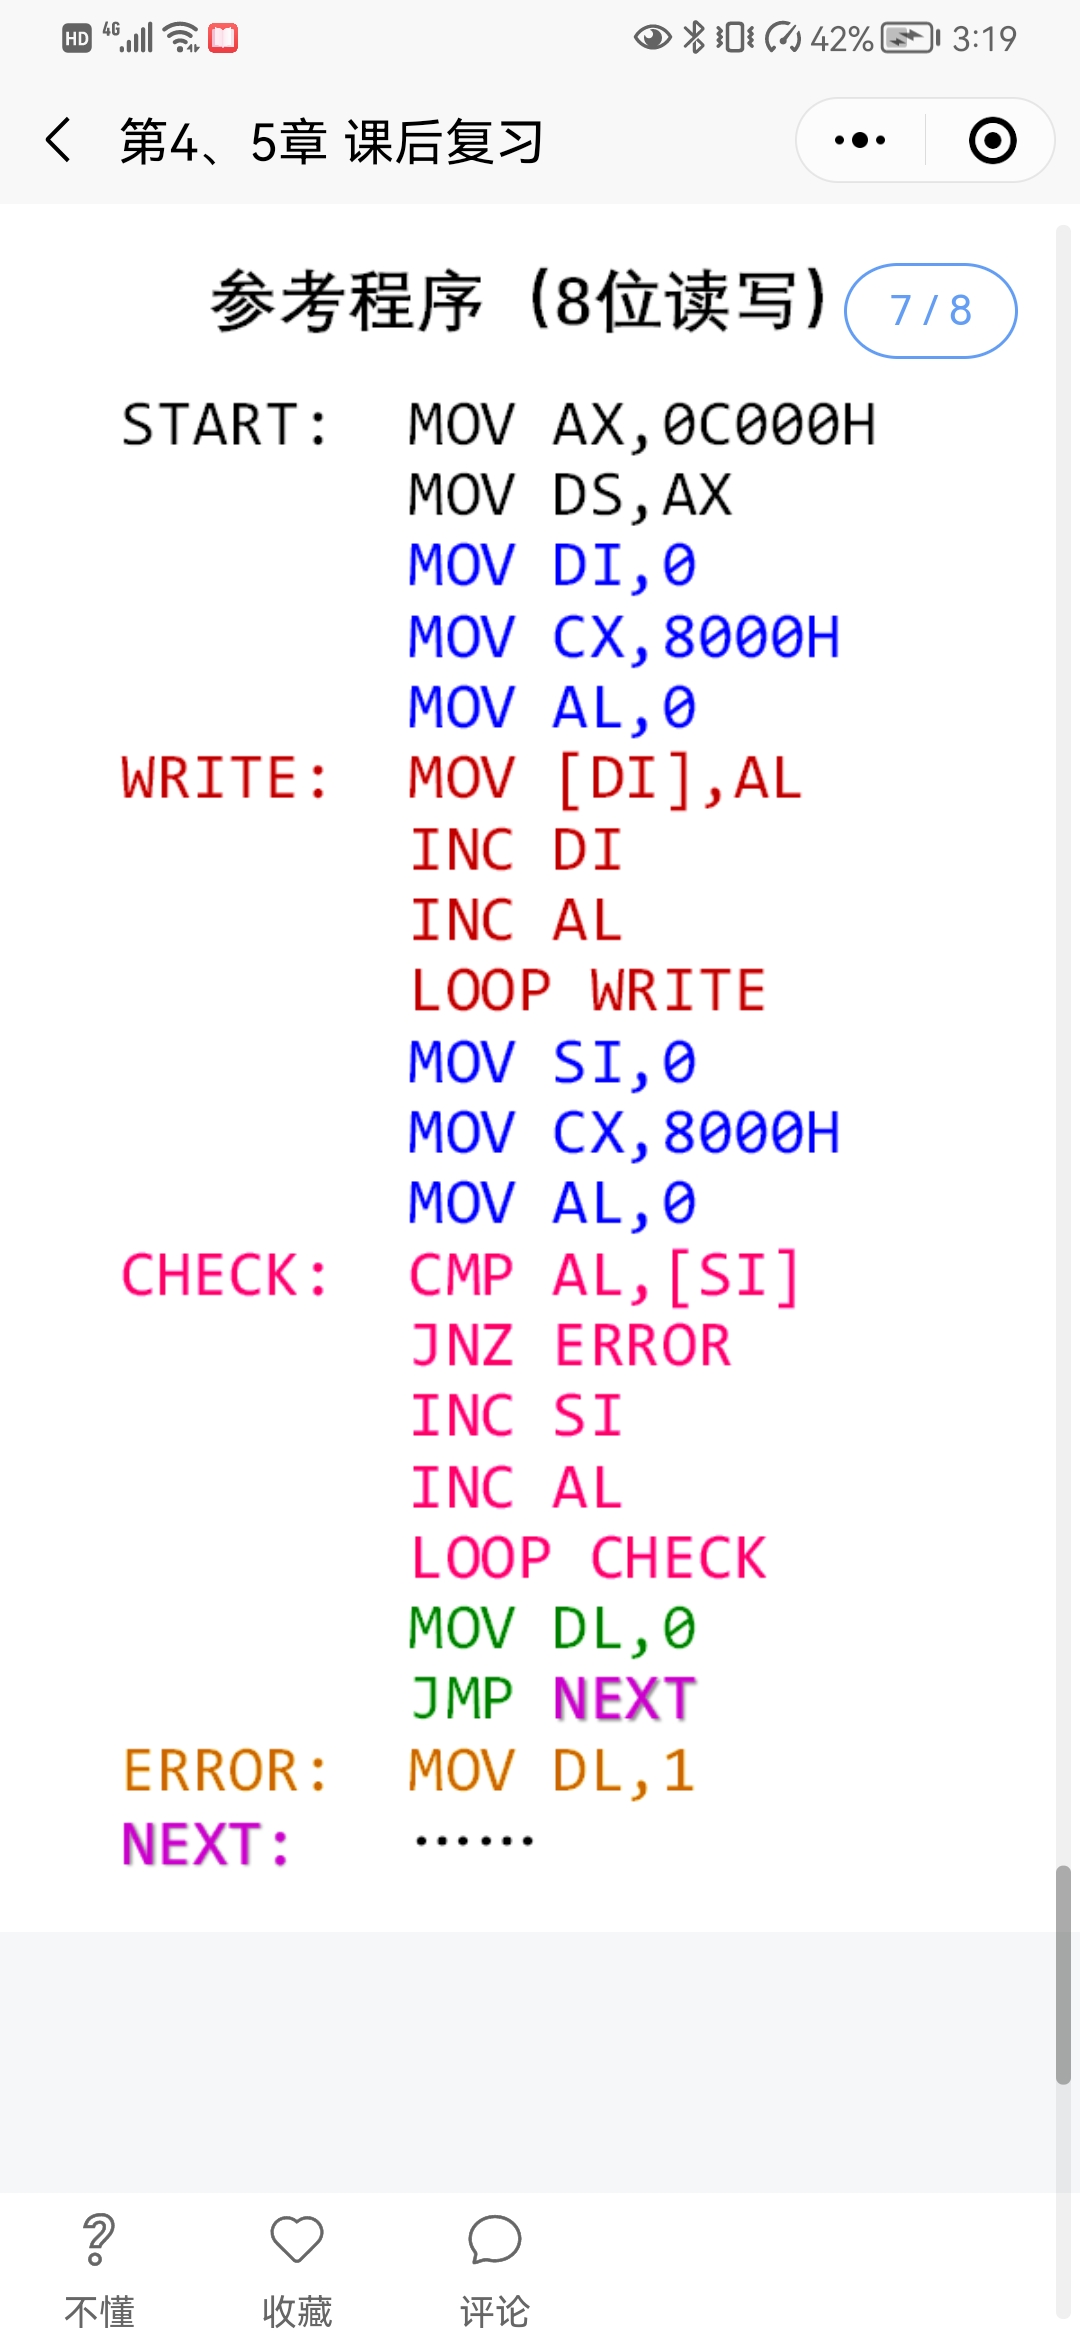 HD 4G 42% 3:19
第4、5章 课后复习
参考程序（8位读写） 7 / 8
START: MOV AX,0C000H
MOV DS,AX
MOV DI,0
MOV CX,8000H
MOV AL,0
WRITE: MOV [DI],AL
INC DI
INC AL
LOOP WRITE
MOV SI,0
MOV CX,8000H
MOV AL,0
CHECK: CMP AL,[SI]
JNZ ERROR
INC SI
INC AL
LOOP CHECK
MOV DL,0
JMP NEXT
ERROR: MOV DL,1
NEXT: ······
不懂 收藏 评论